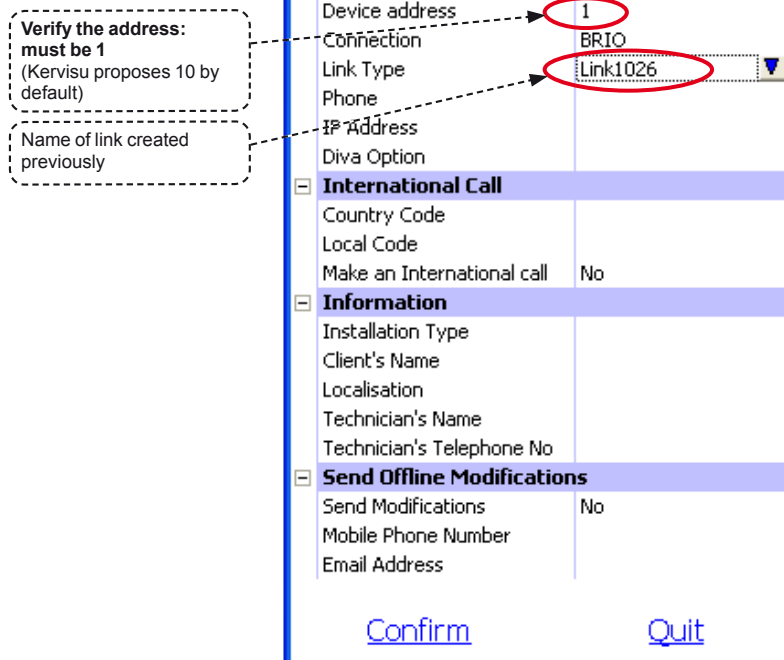 Verify the address:
must be 1
(Kervisu proposes 10 by
default)
Name of link created
previously
Device address 1
Connection BRIO
Link Type Link1026
Phone
IP Address
Diva Option
International Call
Country Code
Local Code
Make an International call No
Information
Installation Type
Client's Name
Localisation
Technician's Name
Technician's Telephone No
Send Offline Modifications
Send Modifications No
Mobile Phone Number
Email Address
Confirm Quit